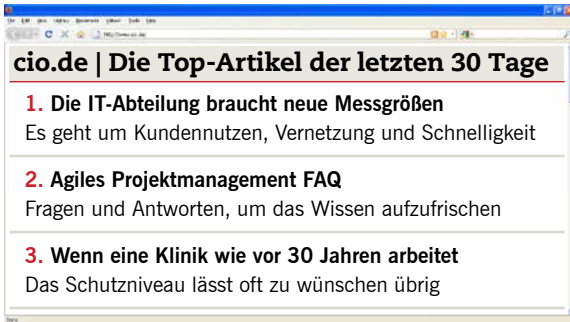 cio.de | Die Top-Artikel der letzten 30 Tage
1. Die IT-Abteilung braucht neue Messgrößen
Es geht um Kundennutzen, Vernetzung und Schnelligkeit
2. Agiles Projektmanagement FAQ
Fragen und Antworten, um das Wissen aufzufrischen
3. Wenn eine Klinik wie vor 30 Jahren arbeitet
Das Schutzniveau lässt oft zu wünschen übrig